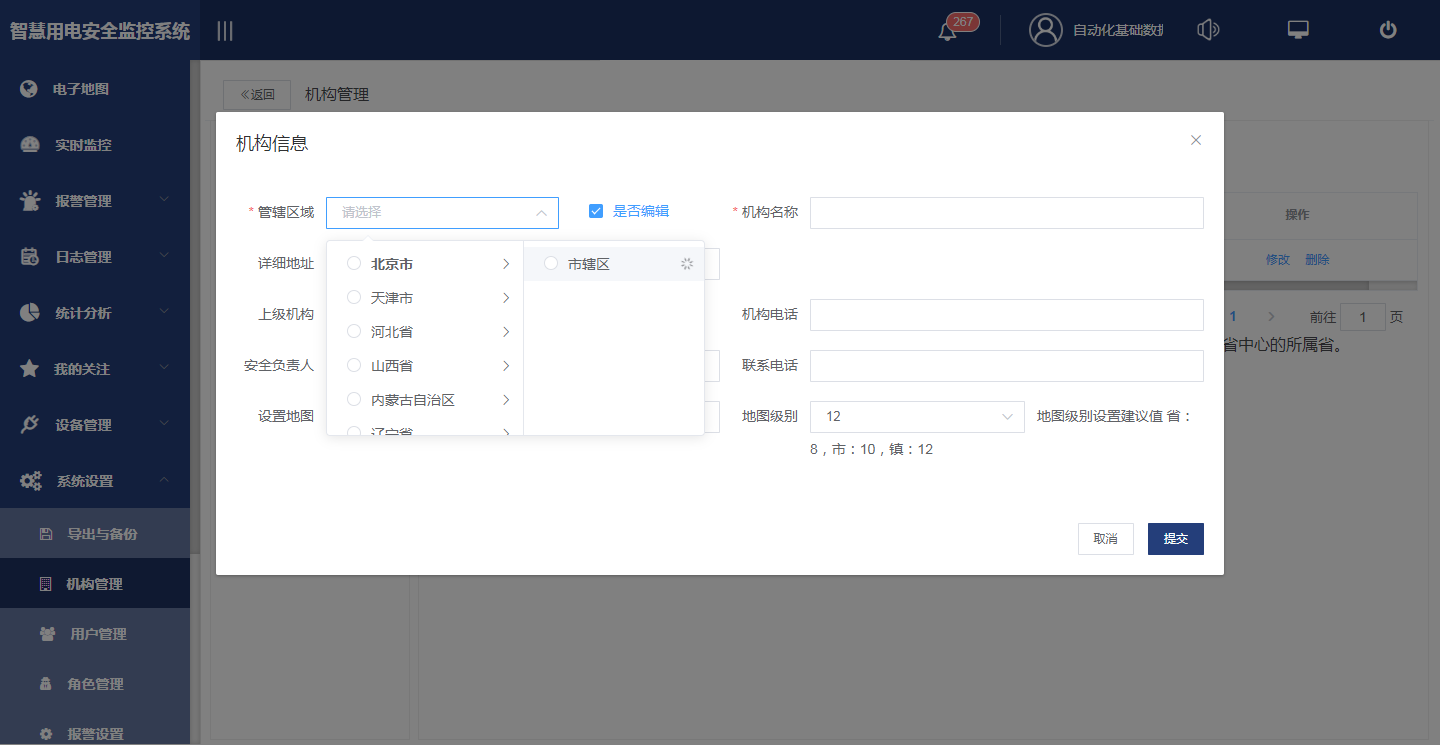 智慧用电安全监控系统
267
自动化基础数据
电子地图
实时监控
报警管理
日志管理
统计分析
我的关注
设备管理
系统设置
导出与备份
机构管理
用户管理
角色管理
报警设置
《返回
机构管理
机构信息
* 管辖区域
请选择
是否编辑
* 机构名称
详细地址
上级机构
机构电话
安全负责人
联系电话
设置地图
地图级别
12
地图级别设置建议值 省：
8，市：10，镇：12
北京市
天津市
河北省
山西省
内蒙古自治区
辽宁省
市辖区
取消
提交
操作
修改 删除
1
前往 1 页
省中心的所属省。